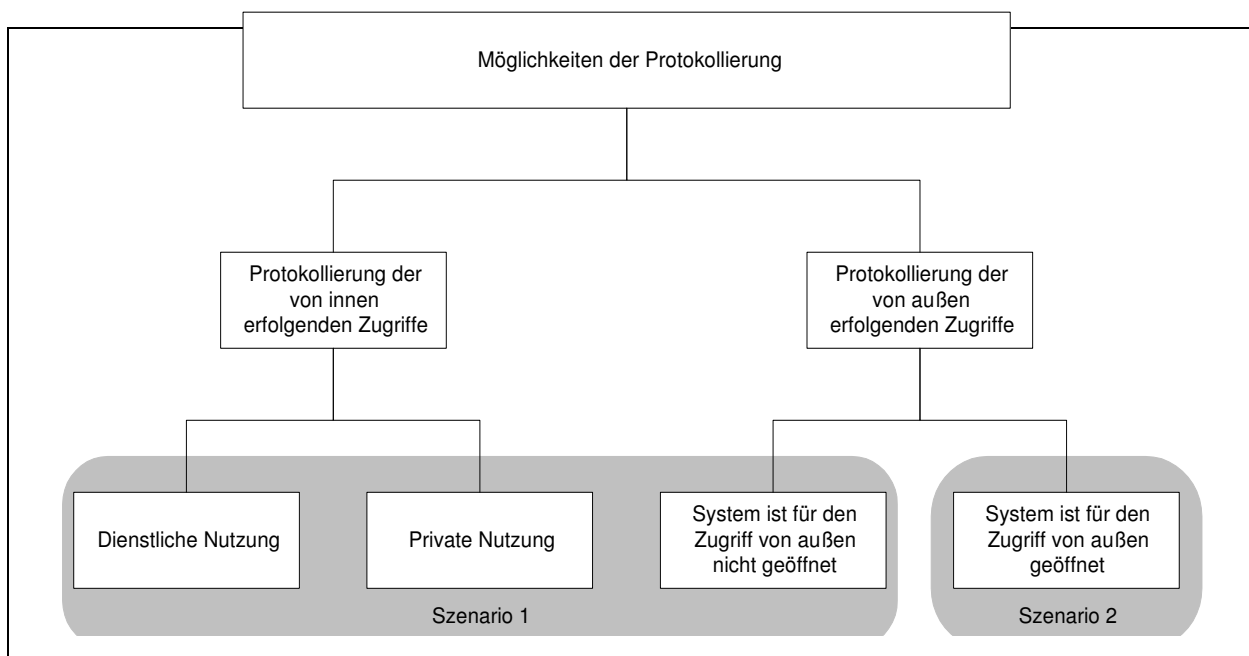 Möglichkeiten der Protokollierung
Protokollierung der
von innen
erfolgenden Zugriffe
Protokollierung der
von außen
erfolgenden Zugriffe
Dienstliche Nutzung
Private Nutzung
System ist für den
Zugriff von außen
nicht geöffnet
System ist für den
Zugriff von außen
geöffnet
Szenario 1
Szenario 2